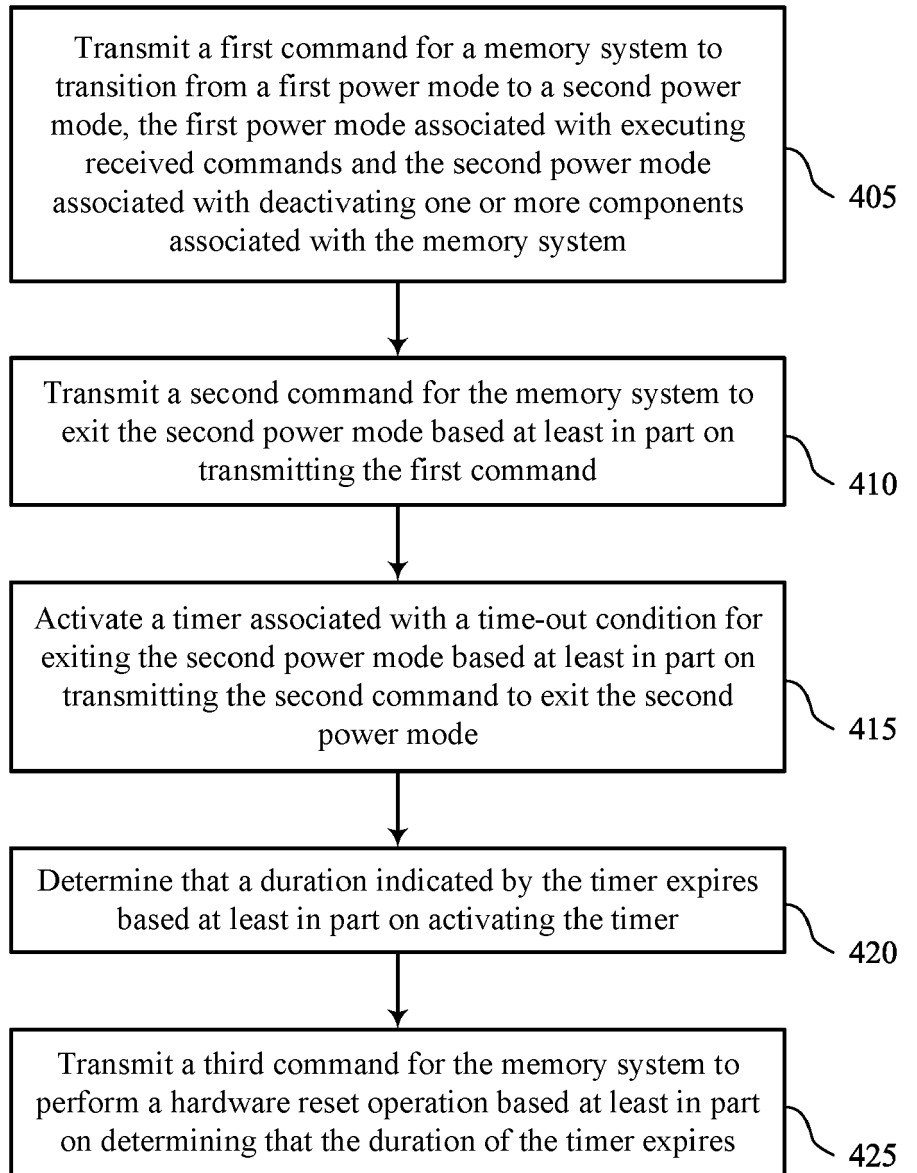 Transmit a first command for a memory system to
transition from a first power mode to a second power
mode, the first power mode associated with executing
received commands and the second power mode
associated with deactivating one or more components
associated with the memory system
405
Transmit a second command for the memory system to
exit the second power mode based at least in part on
transmitting the first command
410
Activate a timer associated with a time-out condition for
exiting the second power mode based at least in part on
transmitting the second command to exit the second
power mode
415
Determine that a duration indicated by the timer expires
based at least in part on activating the timer
420
Transmit a third command for the memory system to
perform a hardware reset operation based at least in part
on determining that the duration of the timer expires
425